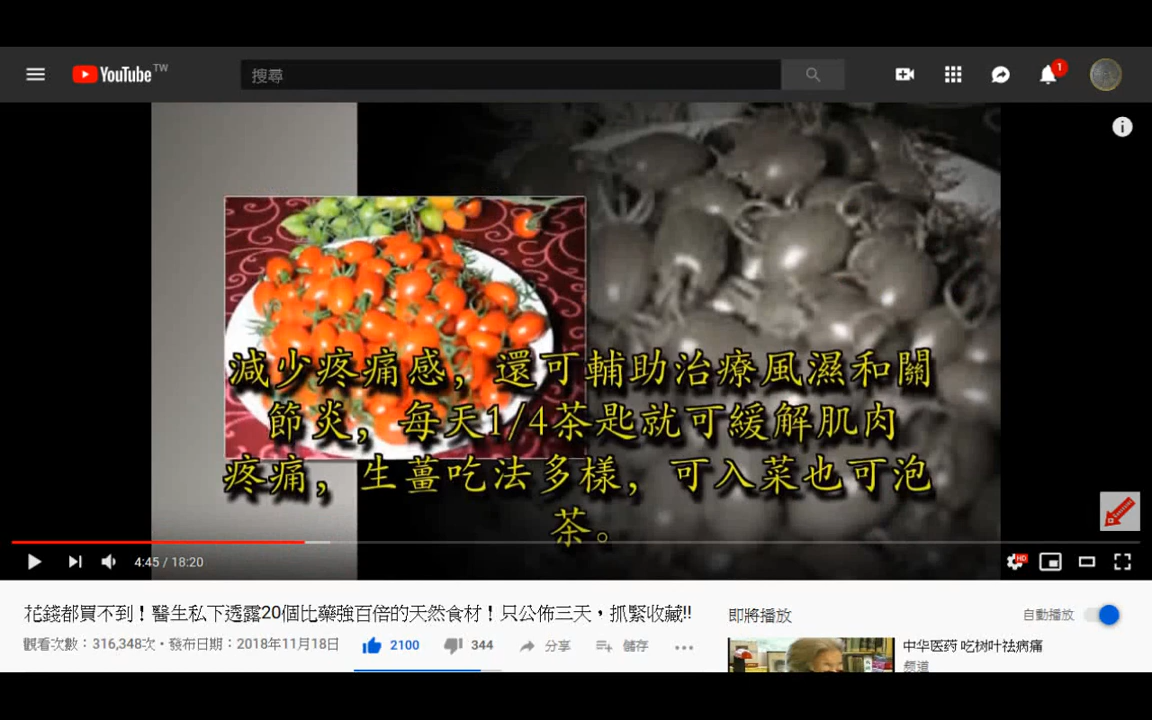 YouTube TW
搜尋
1
減少疼痛感，還可輔助治療風濕和關
節炎，每天1/4茶匙就可緩解肌肉
疼痛，生薑吃法多樣，可入菜也可泡
茶。
4:45 / 18:20
HD
花錢都買不到！醫生私下透露20個比藥強百倍的天然食材！只公佈三天，抓緊收藏!!
觀看次數：316,348次・發布日期：2018年11月18日
2100
344
分享
儲存
即將播放
自動播放
中华医药 吃树叶祛病痛
频道